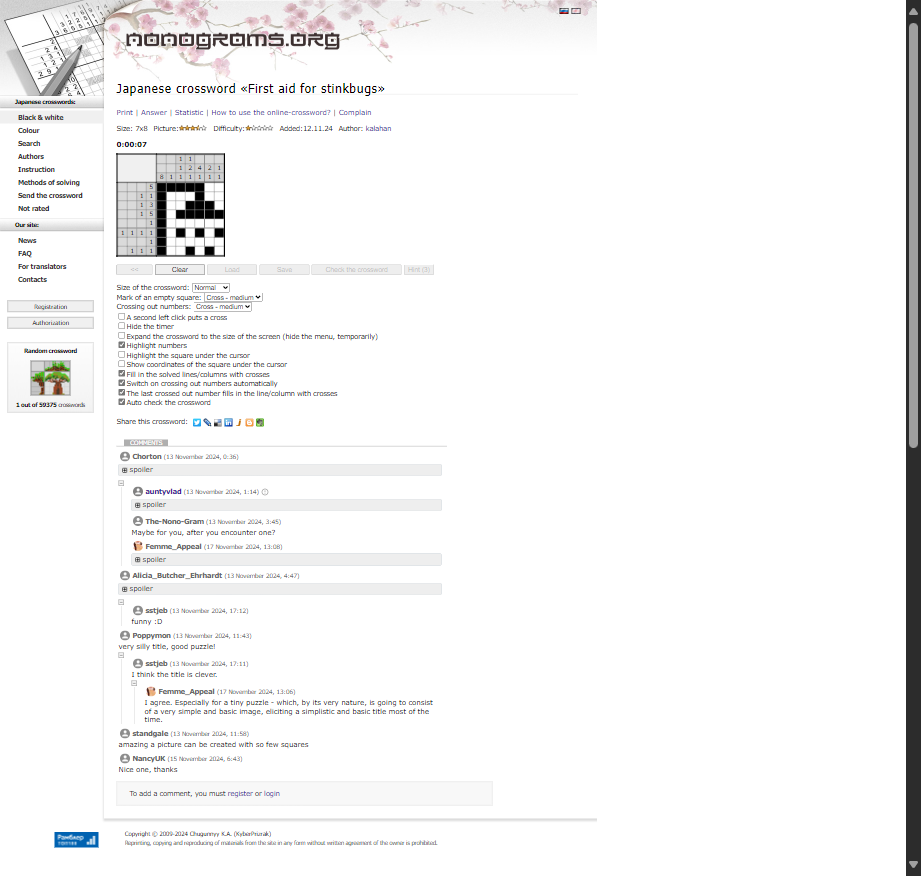 nonograms.org
Japanese crossword «First aid for stinkbugs»
Japanese crosswords:
Black & white
Colour
Search
Authors
Instruction
Methods of solving
Send the crossword
Not rated
Our site:
News
FAQ
For translators
Contacts
Registration
Authorization
Random crossword
1 out of 59375 crosswords
Print | Answer | Statistic | How to use the online-crossword? | Complain
Size: 7x8 Picture: Difficulty: Added:12.11.24 Author: kalahan
0:00:07
1 1
1 2 4 2 1
8 1 1 1 1 1 1
5
1 1
1 3
1 5
1
1 1 1 1
1
1 1 1
<< Clear Load Save Check the crossword Hint (3)
Size of the crossword: Normal
Mark of an empty square: Cross - medium
Crossing out numbers: Cross - medium
A second left click puts a cross
Hide the timer
Expand the crossword to the size of the screen (hide the menu, temporarily)
Highlight numbers
Highlight the square under the cursor
Show coordinates of the square under the cursor
Fill in the solved lines/columns with crosses
Switch on crossing out numbers automatically
The last crossed out number fills in the line/column with crosses
Auto check the crossword
Share this crossword:
COMMENTS
Chorton (13 November 2024, 0:36)
spoiler
auntyvlad (13 November 2024, 1:14)
spoiler
The-Nono-Gram (13 November 2024, 3:45)
Maybe for you, after you encounter one?
Femme_Appeal (17 November 2024, 13:08)
spoiler
Alicia_Butcher_Ehrhardt (13 November 2024, 4:47)
spoiler
sstjeb (13 November 2024, 17:12)
funny :D
Poppymon (13 November 2024, 11:43)
very silly title, good puzzle!
sstjeb (13 November 2024, 17:11)
I think the title is clever.
Femme_Appeal (17 November 2024, 13:06)
I agree. Especially for a tiny puzzle - which, by its very nature, is going to consist
of a very simple and basic image, eliciting a simplistic and basic title most of the
time.
standgale (13 November 2024, 11:58)
amazing a picture can be created with so few squares
NancyUK (15 November 2024, 6:43)
Nice one, thanks
To add a comment, you must register or login
Рамблер
Copyright © 2009-2024 Chugunnyy K.A. (KyberPrizrak)
Reprinting, copying and reproducing of materials from the site in any form without written agreement of the owner is prohibited.